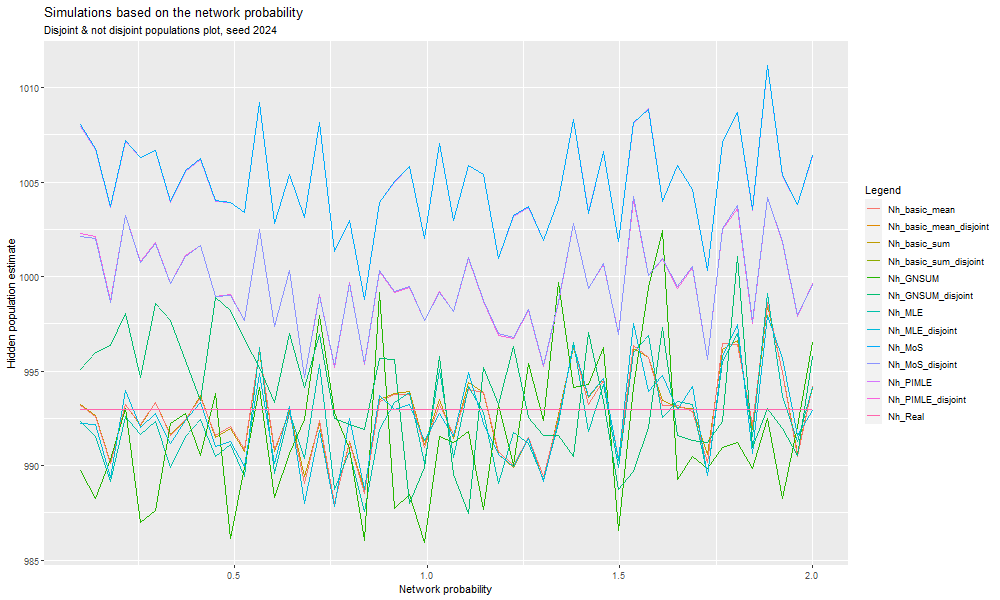 Simulations based on the network probability
Disjoint & not disjoint populations plot, seed 2024
Hidden population estimate
1010
1005
1000
995
990
985
0.5
1.0
1.5
2.0
Network probability
Legend
Nh_basic_mean
Nh_basic_mean_disjoint
Nh_basic_sum
Nh_basic_sum_disjoint
Nh_GNSUM
Nh_GNSUM_disjoint
Nh_MLE
Nh_MLE_disjoint
Nh_MoS
Nh_MoS_disjoint
Nh_PIMLE
Nh_PIMLE_disjoint
Nh_Real